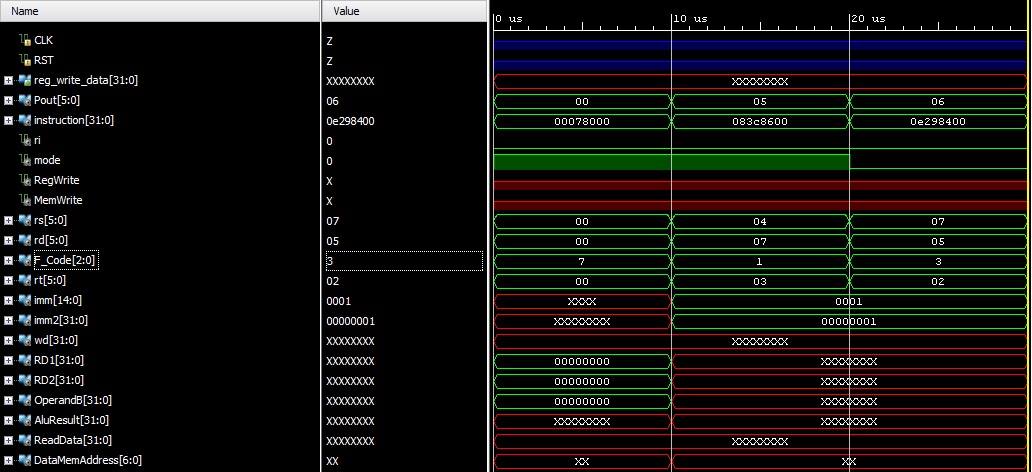 Name Value 0 us 10 us 20 us
CLK Z
RST Z
reg_write_data[31:0] XXXXXXXX XXXXXXXX
Pout[5:0] 06 00 05 06
instruction[31:0] 0e298400 00078000 083c8600 0e298400
ri 0
mode 0
RegWrite X
MemWrite X
rs[5:0] 07 00 04 07
rd[5:0] 05 00 07 05
F_Code[2:0] 3 7 1 3
rt[5:0] 02 00 03 02
imm[14:0] 0001 XXXX 0001
imm2[31:0] 00000001 XXXXXXXX 00000001
wd[31:0] XXXXXXXX XXXXXXXX
RD1[31:0] XXXXXXXX 00000000 XXXXXXXX
RD2[31:0] XXXXXXXX 00000000 XXXXXXXX
OperandB[31:0] XXXXXXXX 00000000 XXXXXXXX
AluResult[31:0] XXXXXXXX XXXXXXXX XXXXXXXX
ReadData[31:0] XXXXXXXX XXXXXXXX
DataMemAddress[6:0] XX XX XX